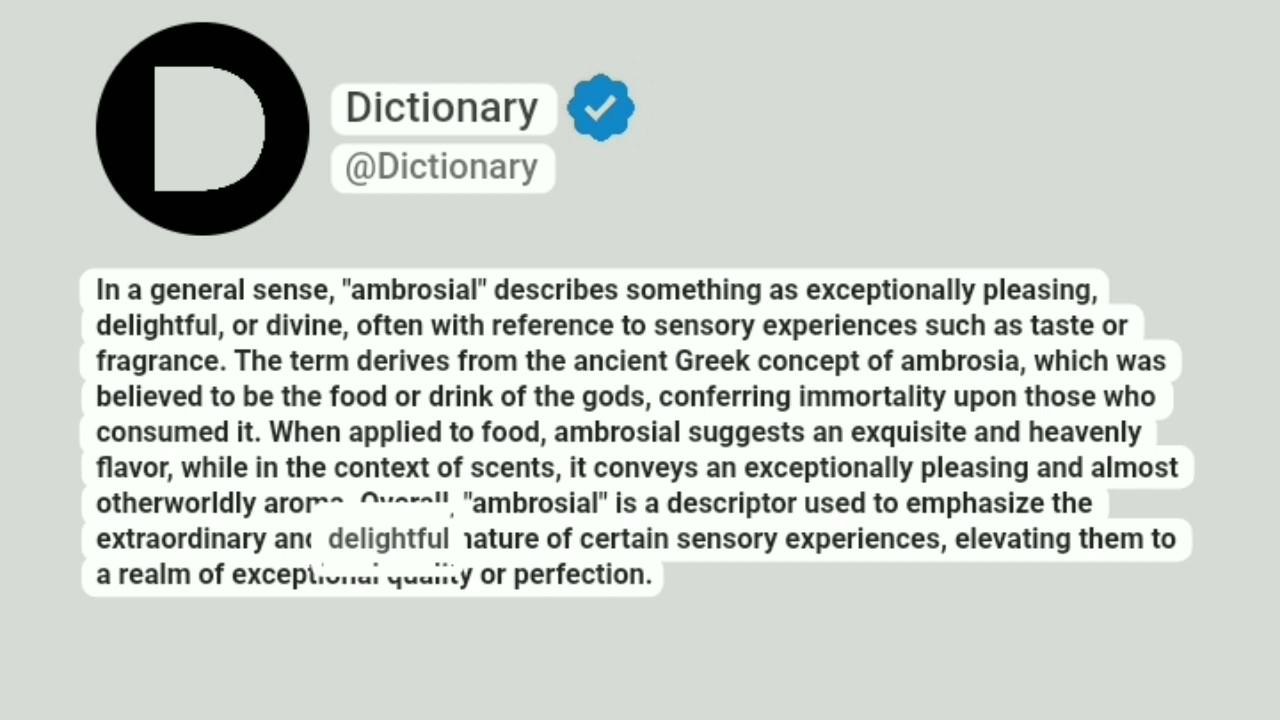 D
Dictionary
@Dictionary
In a general sense, "ambrosial" describes something as exceptionally pleasing,
delightful, or divine, often with reference to sensory experiences such as taste or
fragrance. The term derives from the ancient Greek concept of ambrosia, which was
believed to be the food or drink of the gods, conferring immortality upon those who
consumed it. When applied to food, ambrosial suggests an exquisite and heavenly
flavor, while in the context of scents, it conveys an exceptionally pleasing and almost
otherworldly aroma. Overall, "ambrosial" is a descriptor used to emphasize the
extraordinary and delightful nature of certain sensory experiences, elevating them to
a realm of exceptional quality or perfection.